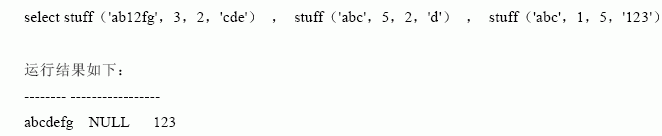 select stuff（'ab12fg'，3，2，'cde'） ， stuff（'abc'，5，2，'d'） ， stuff（'abc'，1，5，'123'）
运行结果如下：
-------- -----------------
abcdefg NULL 123